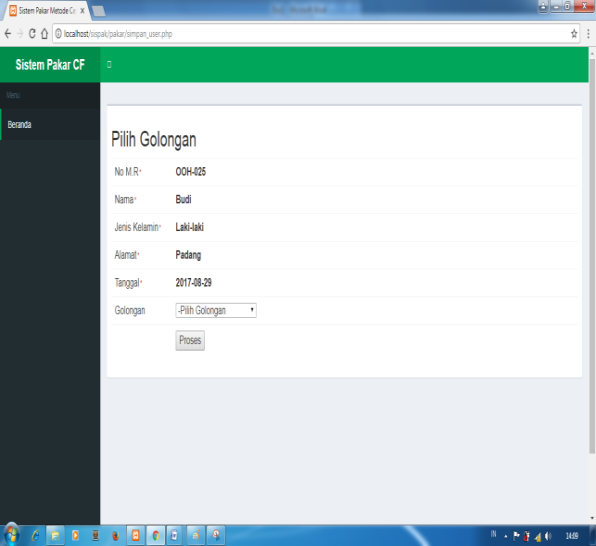 Sistem Pakar Metode Ce
localhost/sispak/pakar/simpan_user.php
Sistem Pakar CF
Menu
Beranda
Pilih Golongan
No M.R* OOH-025
Nama* Budi
Jenis Kelamin* Laki-laki
Alamat* Padang
Tanggal* 2017-08-29
Golongan -Pilih Golongan
Proses
IN 14:09